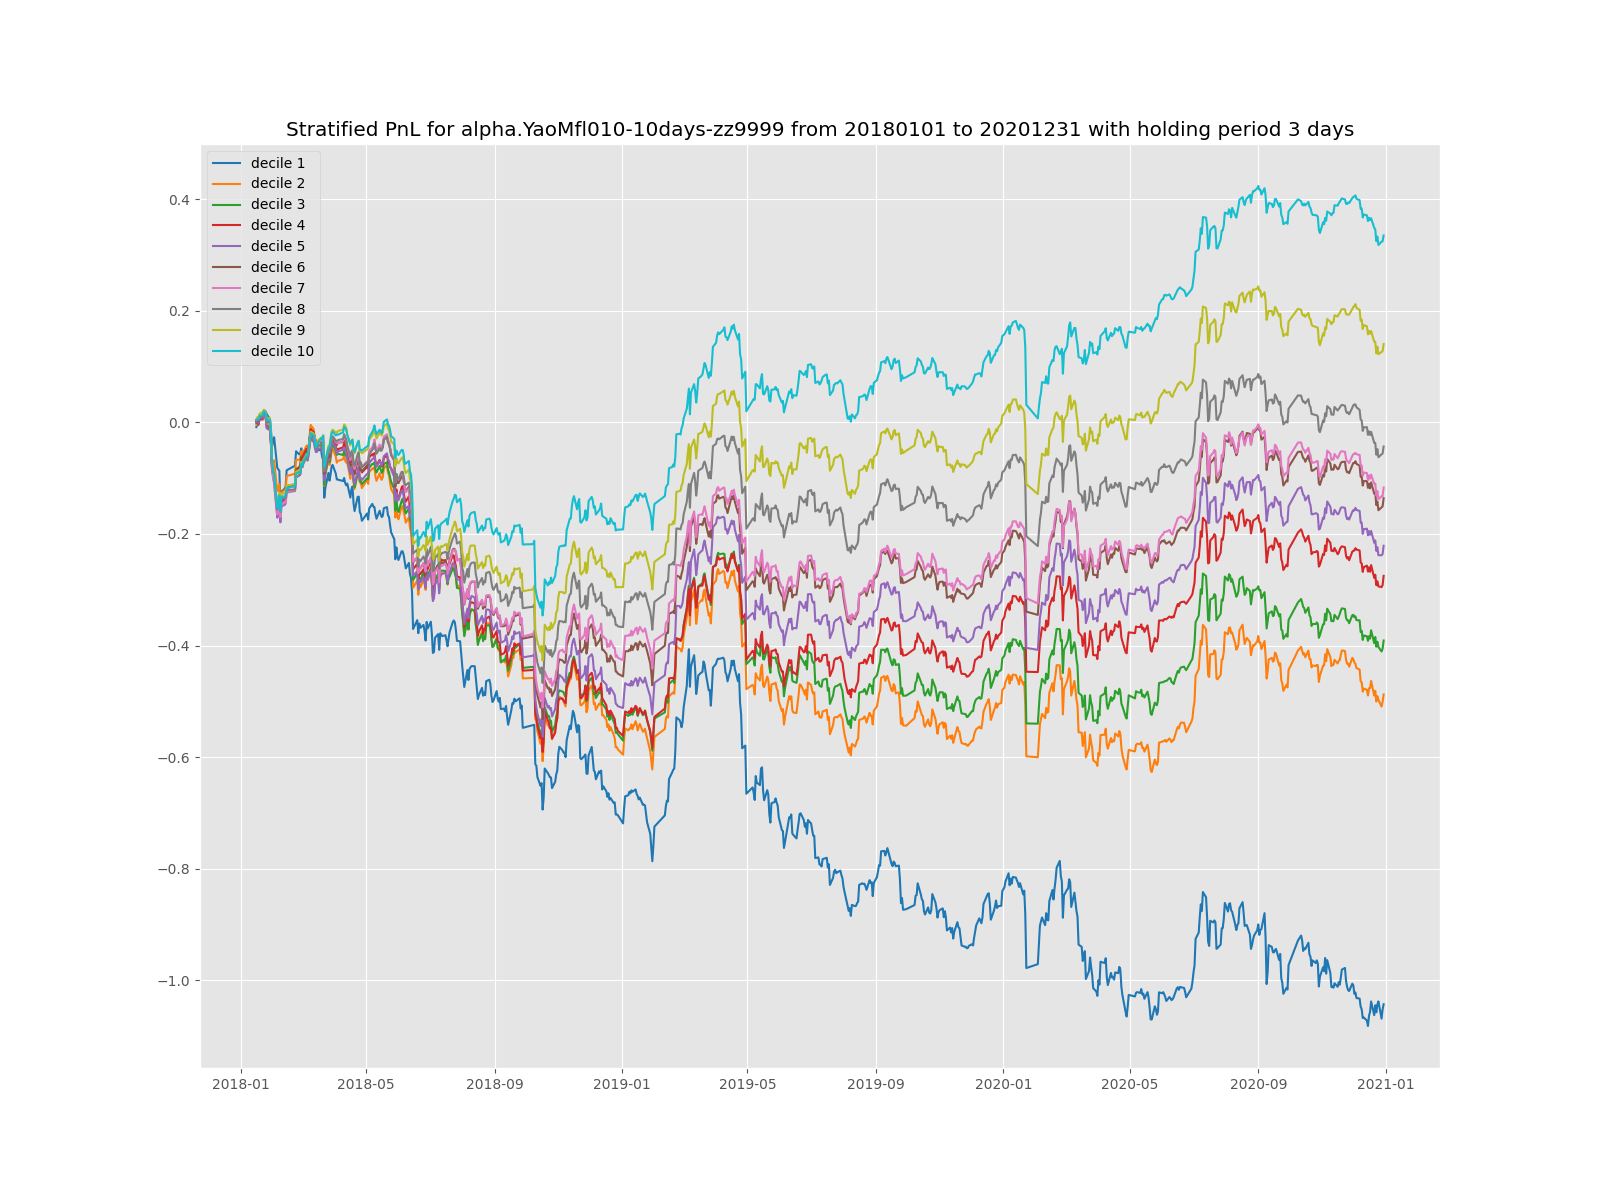 Stratified PnL for alpha.YaoMfl010-10days-zz9999 from 20180101 to 20201231 with holding period 3 days
decile 1
decile 2
decile 3
decile 4
decile 5
decile 6
decile 7
decile 8
decile 9
decile 10
0.4
0.2
0.0
−0.2
−0.4
−0.6
−0.8
−1.0
2018-01 2018-05 2018-09 2019-01 2019-05 2019-09 2020-01 2020-05 2020-09 2021-01